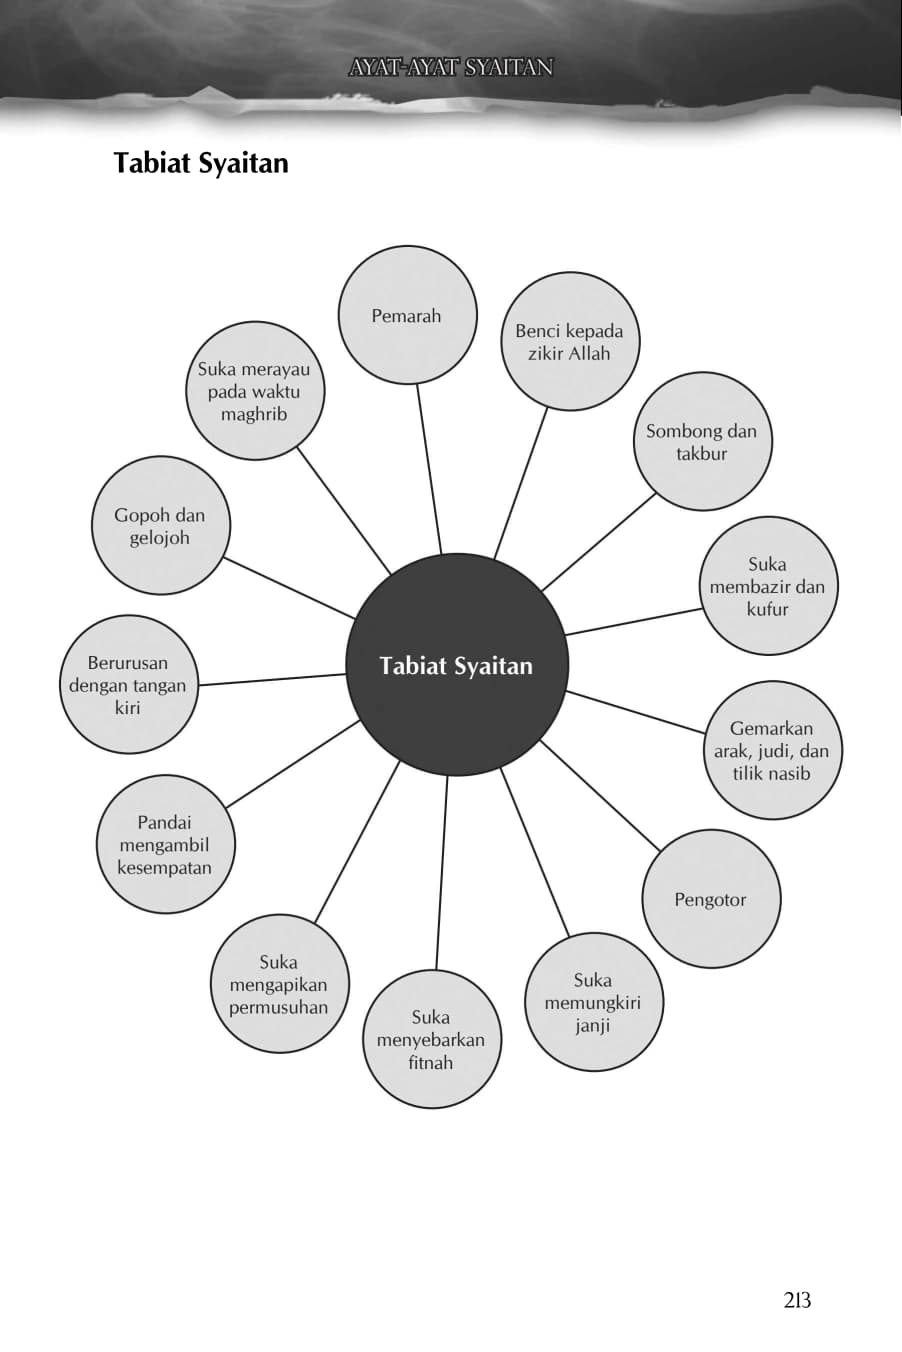 AYAT-AYAT SYAITAN
Tabiat Syaitan
Pemarah
Benci kepada
zikir Allah
Sombong dan
takbur
Suka
membazir dan
kufur
Gemarkan
arak, judi, dan
tilik nasib
Pengotor
Suka
memungkiri
janji
Suka
menyebarkan
fitnah
Suka
mengapikan
permusuhan
Pandai
mengambil
kesempatan
Berurusan
dengan tangan
kiri
Gopoh dan
gelojoh
Suka merayau
pada waktu
maghrib
Tabiat Syaitan
213